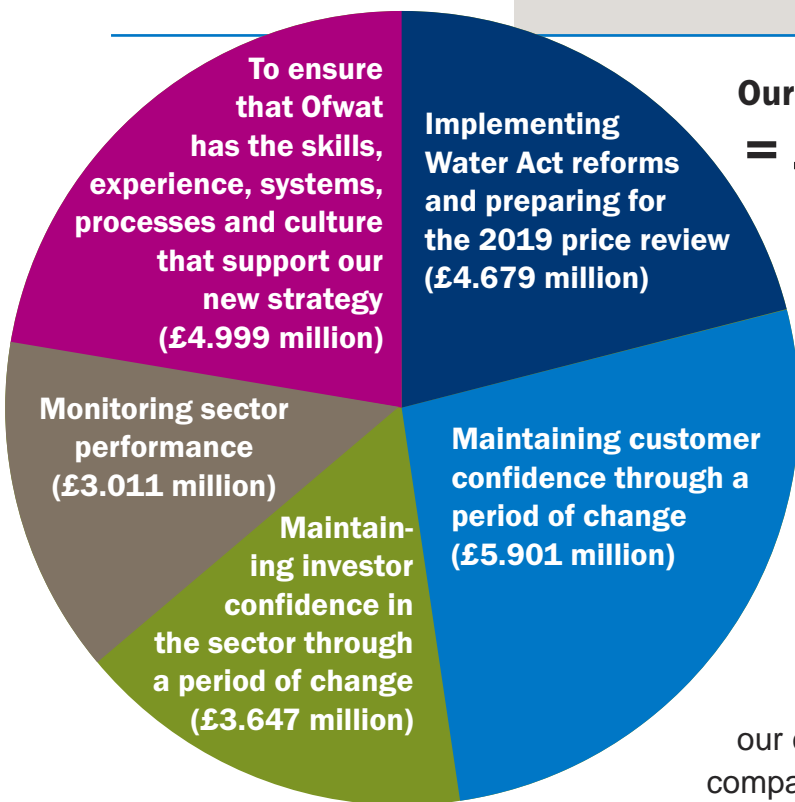 To ensure
that Ofwat
has the skills,
experience, systems,
processes and culture
that support our
new strategy
(£4.999 million)
Implementing
Water Act reforms
and preparing for
the 2019 price review
(£4.679 million)
Our
=
Monitoring sector
performance
(£3.011 million)
Maintaining customer
confidence through a
period of change
(£5.901 million)
Maintain-
ing investor
confidence in
the sector through
a period of change
(£3.647 million)
our